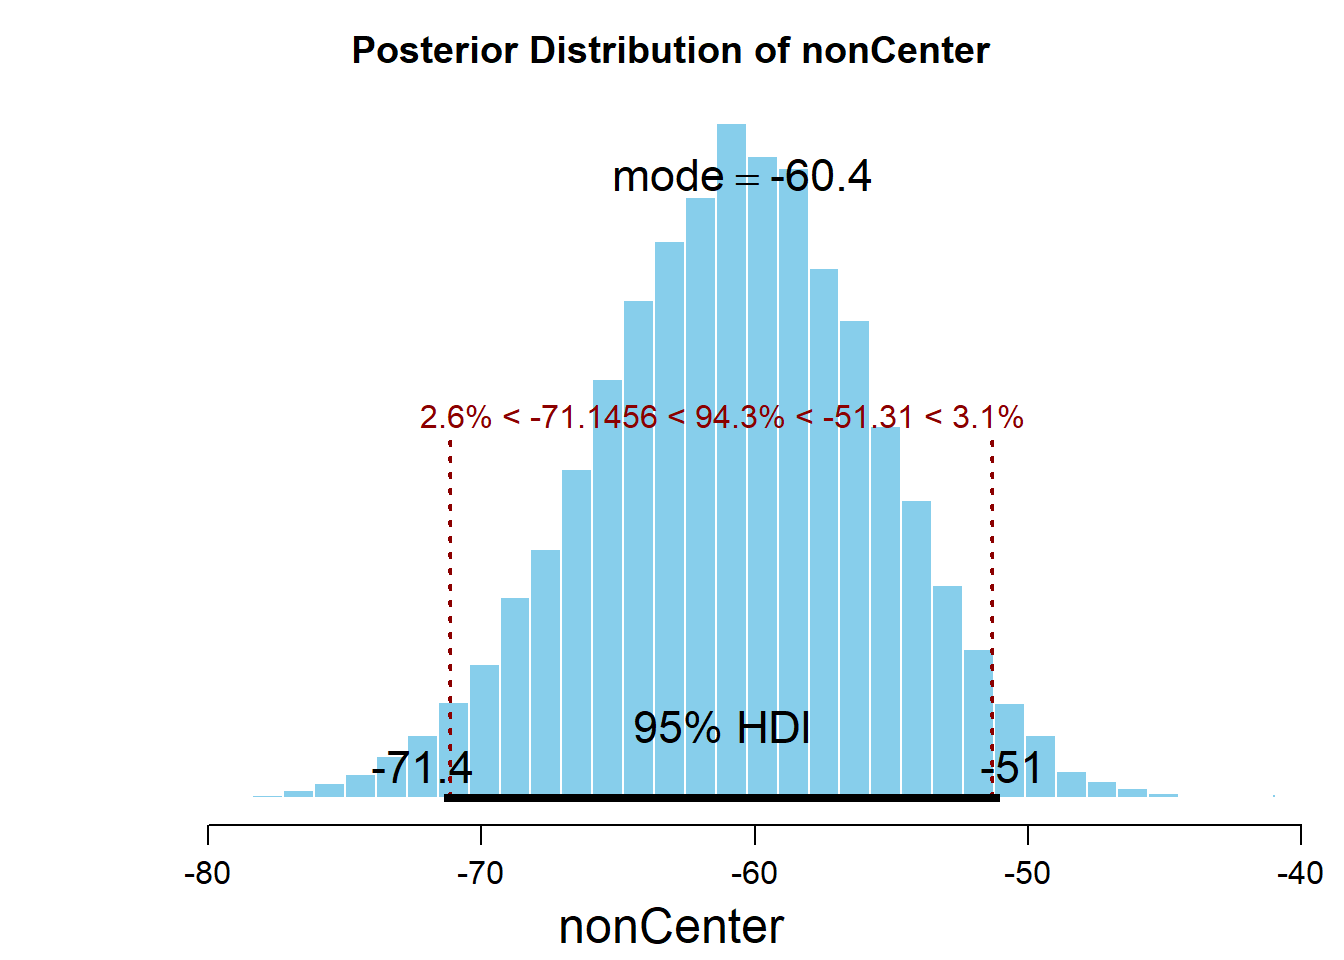 Posterior Distribution of nonCenter
mode = -60.4
2.6% < -71.1456 < 94.3% < -51.31 < 3.1%
95% HDI
-71.4 -51
-80 -70 -60 -50 -40
nonCenter